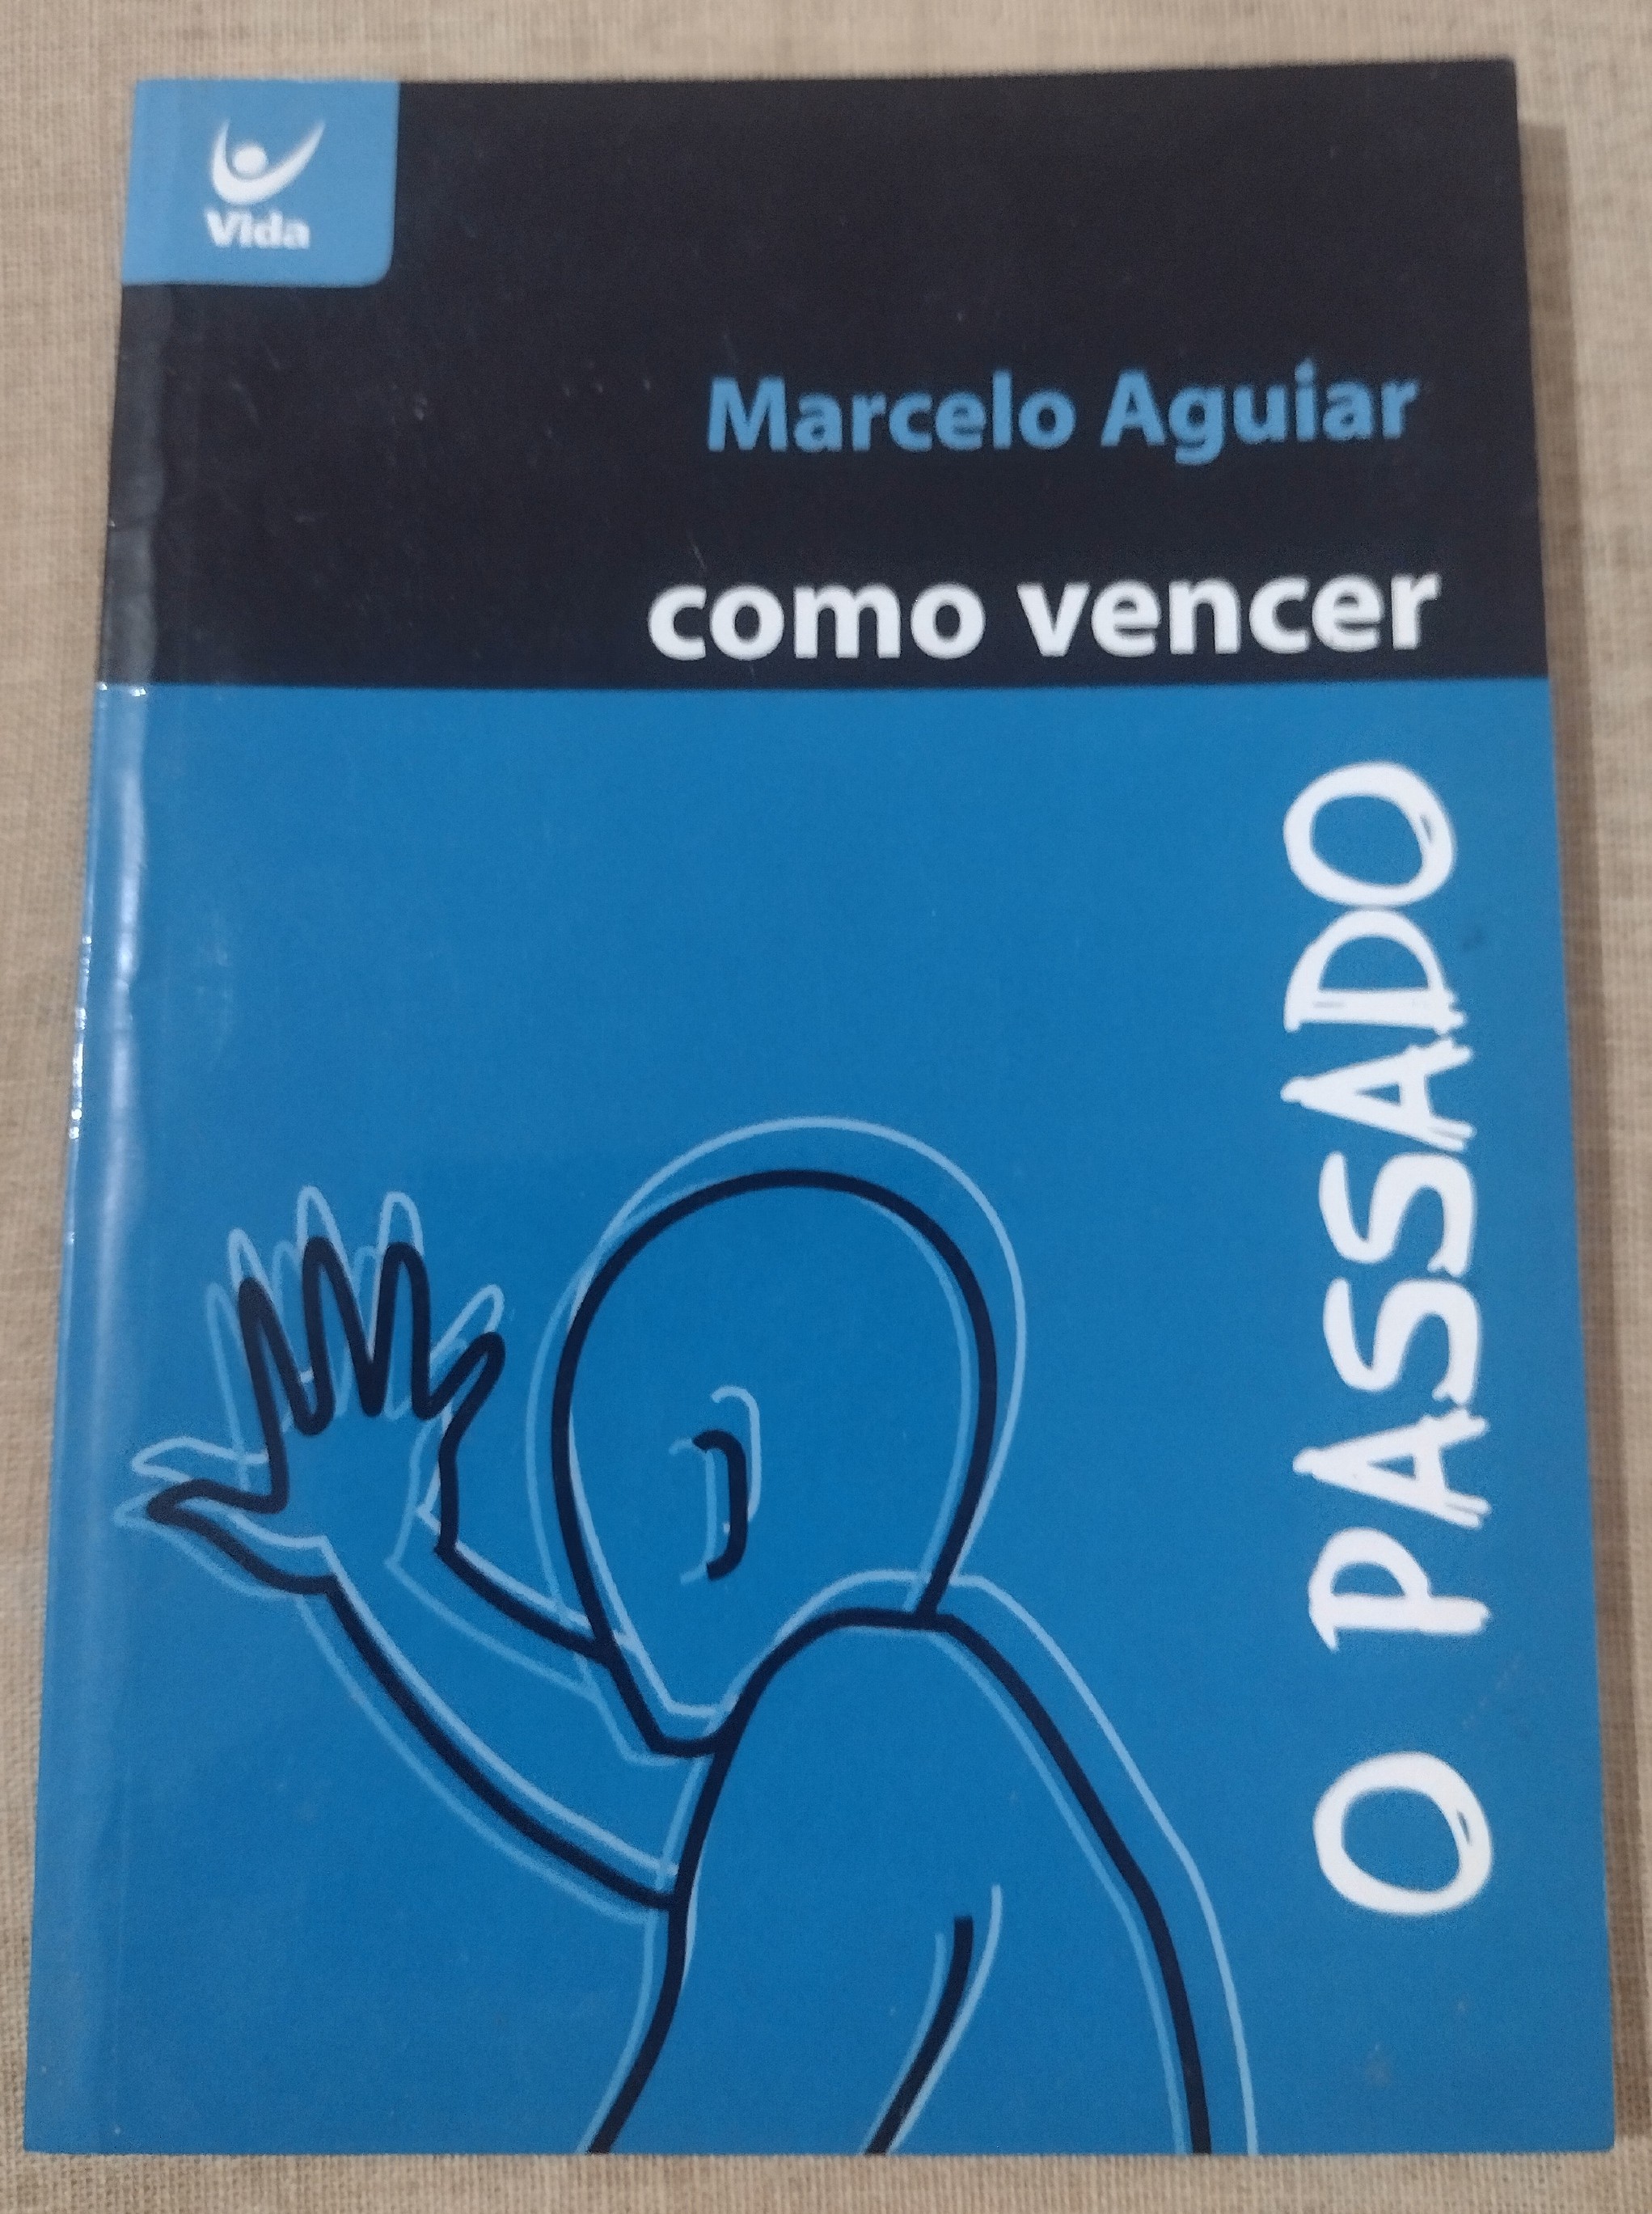 Vida
Marcelo Aguiar
como vencer
O PASSADO